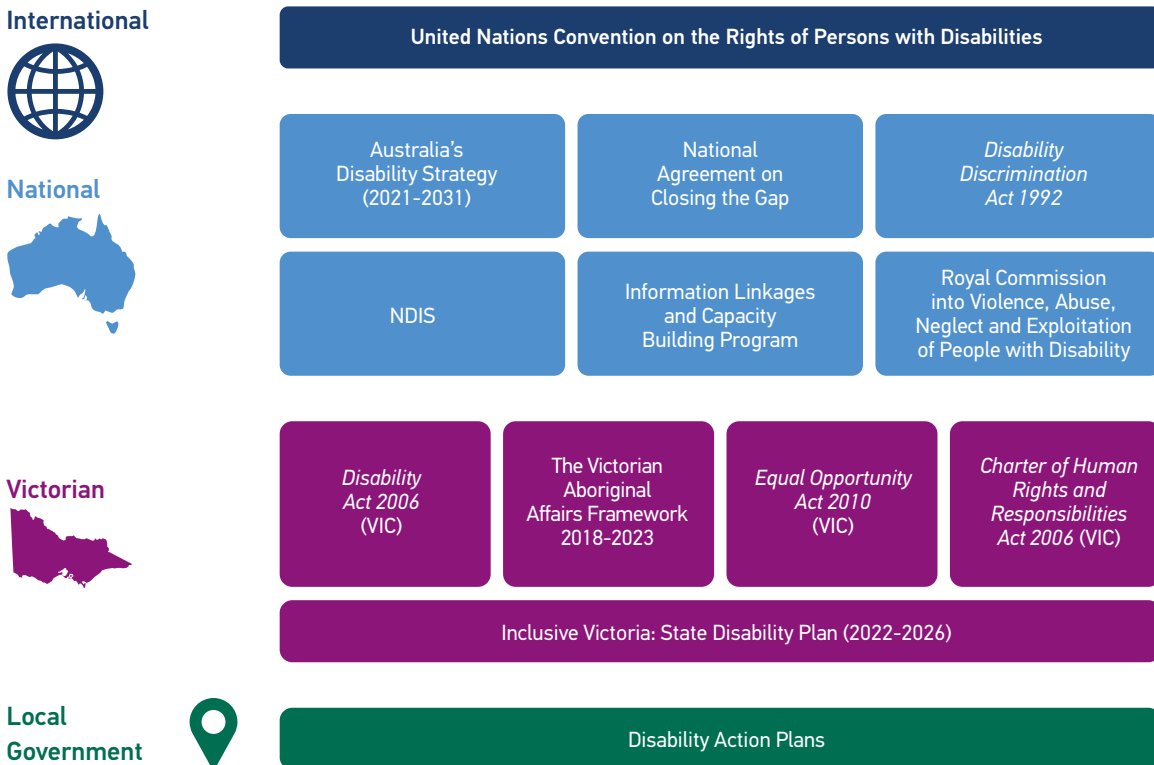 International
United Nations Convention on the Rights of Persons with Disabilities
National
Australia’s
Disability Strategy
(2021-2031)
National
Agreement on
Closing the Gap
Disability
Discrimination
Act 1992
NDIS
Information Linkages
and Capacity
Building Program
Royal Commission
into Violence, Abuse,
Neglect and Exploitation
of People with Disability
Victorian
Disability
Act 2006
(VIC)
The Victorian
Aboriginal
Affairs Framework
2018-2023
Equal Opportunity
Act 2010
(VIC)
Charter of Human
Rights and
Responsibilities
Act 2006 (VIC)
Inclusive Victoria: State Disability Plan (2022-2026)
Local
Government
Disability Action Plans